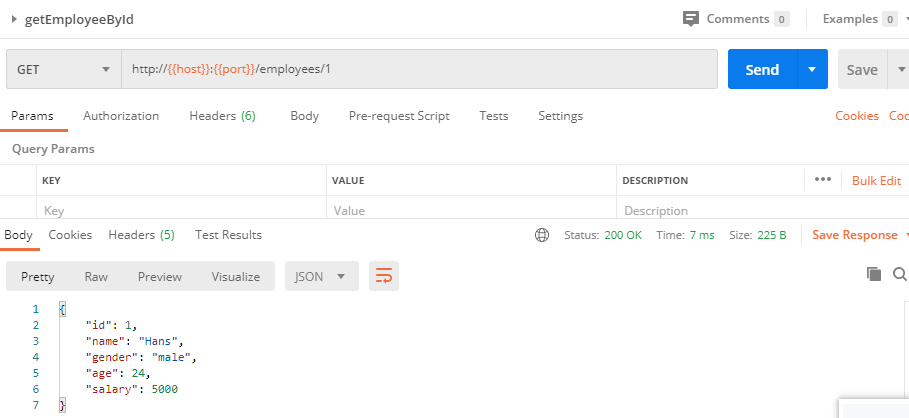 getEmployeeById Comments 0 Examples 0
GET http://{{host}}:{{port}}/employees/1 Send Save
Params Authorization Headers (6) Body Pre-request Script Tests Settings Cookies Coc
Query Params
KEY VALUE DESCRIPTION ••• Bulk Edit
Key Value Description
Body Cookies Headers (5) Test Results Status: 200 OK Time: 7 ms Size: 225 B Save Response
Pretty Raw Preview Visualize JSON
1 {
2 "id": 1,
3 "name": "Hans",
4 "gender": "male",
5 "age": 24,
6 "salary": 5000
7 }